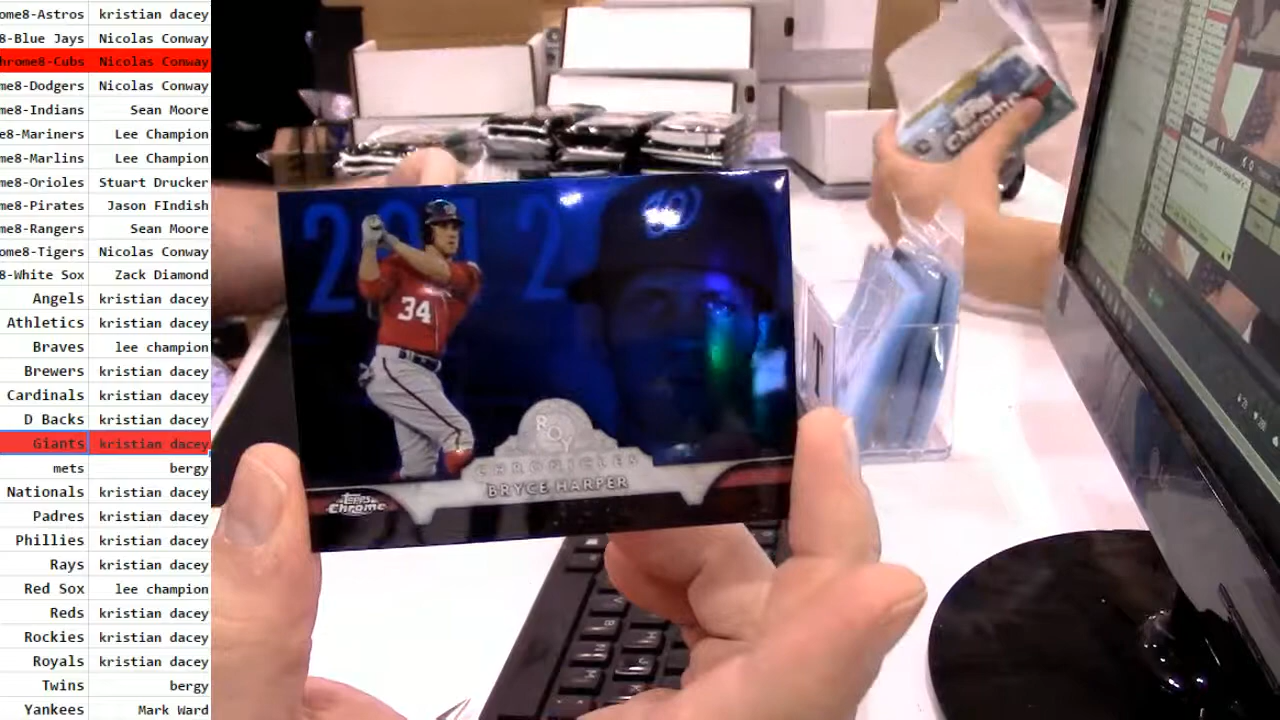 ome8-Astros kristian dacey
8-Blue Jays Nicolas Conway
hrome8-Cubs Nicolas Conway
me8-Dodgers Nicolas Conway
me8-Indians Sean Moore
e8-Mariners Lee Champion
me8-Marlins Lee Champion
me8-Orioles Stuart Drucker
me8-Pirates Jason FIndish
me8-Rangers Sean Moore
ome8-Tigers Nicolas Conway
8-White Sox Zack Diamond
Angels kristian dacey
Athletics kristian dacey
Braves lee champion
Brewers kristian dacey
Cardinals kristian dacey
D Backs kristian dacey
Giants kristian dacey
mets bergy
Nationals kristian dacey
Padres kristian dacey
Phillies kristian dacey
Rays kristian dacey
Red Sox lee champion
Reds kristian dacey
Rockies kristian dacey
Royals kristian dacey
Twins bergy
Yankees Mark Ward
2012
34
ROY
CHRONICLES
BRYCE HARPER
Topps
Chrome
Topps
Chrome